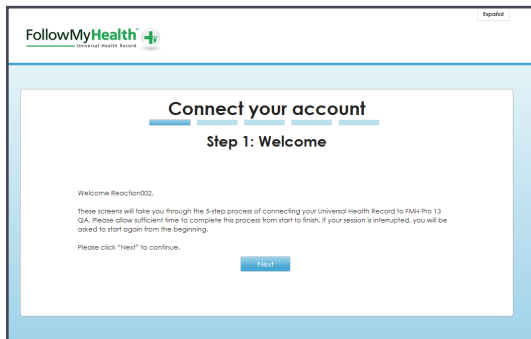 Español
FollowMyHealth™
Universal Health Record
Connect your account
Step 1: Welcome
Welcome Reaction002,
These screens will take you through the 5-step process of connecting your Universal Health Record to FMH Pro 13
QA. Please allow sufficient time to complete this process from start to finish. If your session is interrupted, you will be
asked to start again from the beginning.
Please click "Next" to continue.
Next